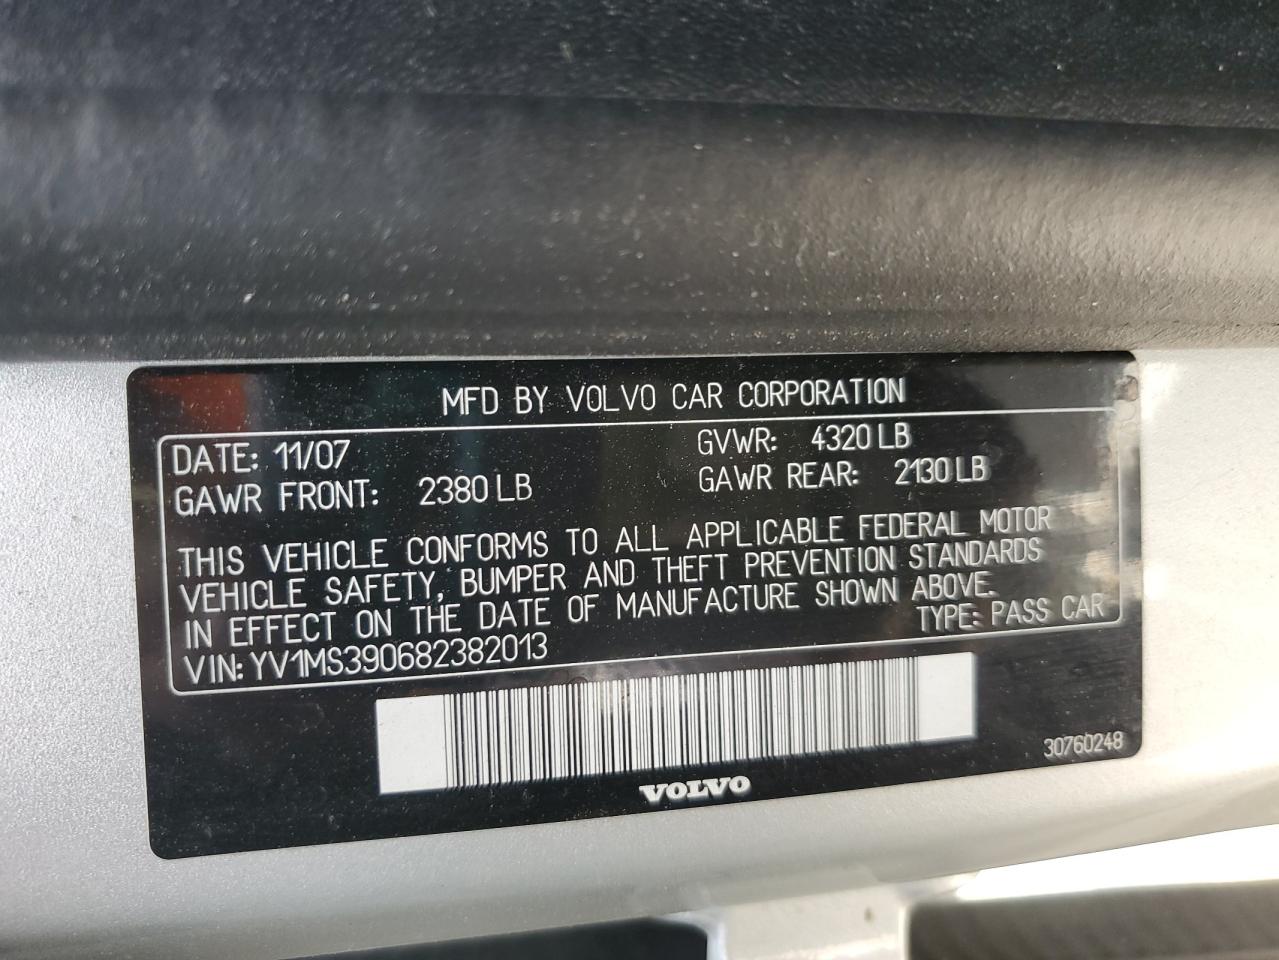 MFD BY VOLVO CAR CORPORATION
DATE: 11/07 GVWR: 4320 LB
GAWR FRONT: 2380 LB GAWR REAR: 2130 LB
THIS VEHICLE CONFORMS TO ALL APPLICABLE FEDERAL MOTOR
VEHICLE SAFETY, BUMPER AND THEFT PREVENTION STANDARDS
IN EFFECT ON THE DATE OF MANUFACTURE SHOWN ABOVE.
VIN: YV1MS390682382013 TYPE: PASS CAR
30760248
VOLVO